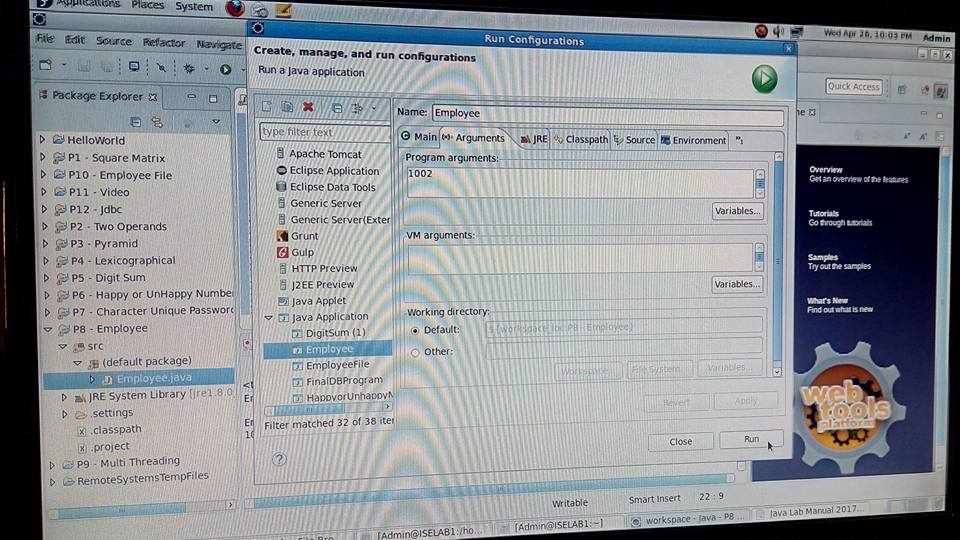 Applications Places System
Wed Apr 26, 10:03 PM Admin
Run Configurations
File Edit Source Refactor Navigate
Create, manage, and run configurations
Run a Java application
Quick Access
Package Explorer
HelloWorld
P1 - Square Matrix
P10 - Employee File
P11 - Video
P12 - Jdbc
P2 - Two Operands
P3 - Pyramid
P4 - Lexicographical
P5 - Digit Sum
P6 - Happy or UnHappy Number
P7 - Character Unique Password
P8 - Employee
src
(default package)
Employee.java
JRE System Library [jre1.8.0
.settings
.classpath
.project
P9 - Multi Threading
RemoteSystemsTempFiles
type filter text
Apache Tomcat
Eclipse Application
Eclipse Data Tools
Generic Server
Generic Server(Exter
Grunt
Gulp
HTTP Preview
J2EE Preview
Java Applet
Java Application
DigitSum (1)
Employee
EmployeeFile
FinalDBProgram
HappyorUnhappyN
Filter matched 32 of 38 iter
Name: Employee
Main (x)= Arguments JRE Classpath Source Environment "1
Program arguments:
1002
Variables...
VM arguments:
Variables...
Working directory:
Default: ${workspace_loc:P8 - Employee}
Other:
Workspace... File System... Variables...
Revert Apply
Close Run
Overview
Get an overview of the features
Tutorials
Go through tutorials
Samples
Try out the samples
What's New
Find out what is new
web
tools
platform
Writable Smart Insert 22 : 9
[Admin@ISELAB1:/ho... [Admin@ISELAB1:~] workspace - Java - P8 ... Java Lab Manual 2017...